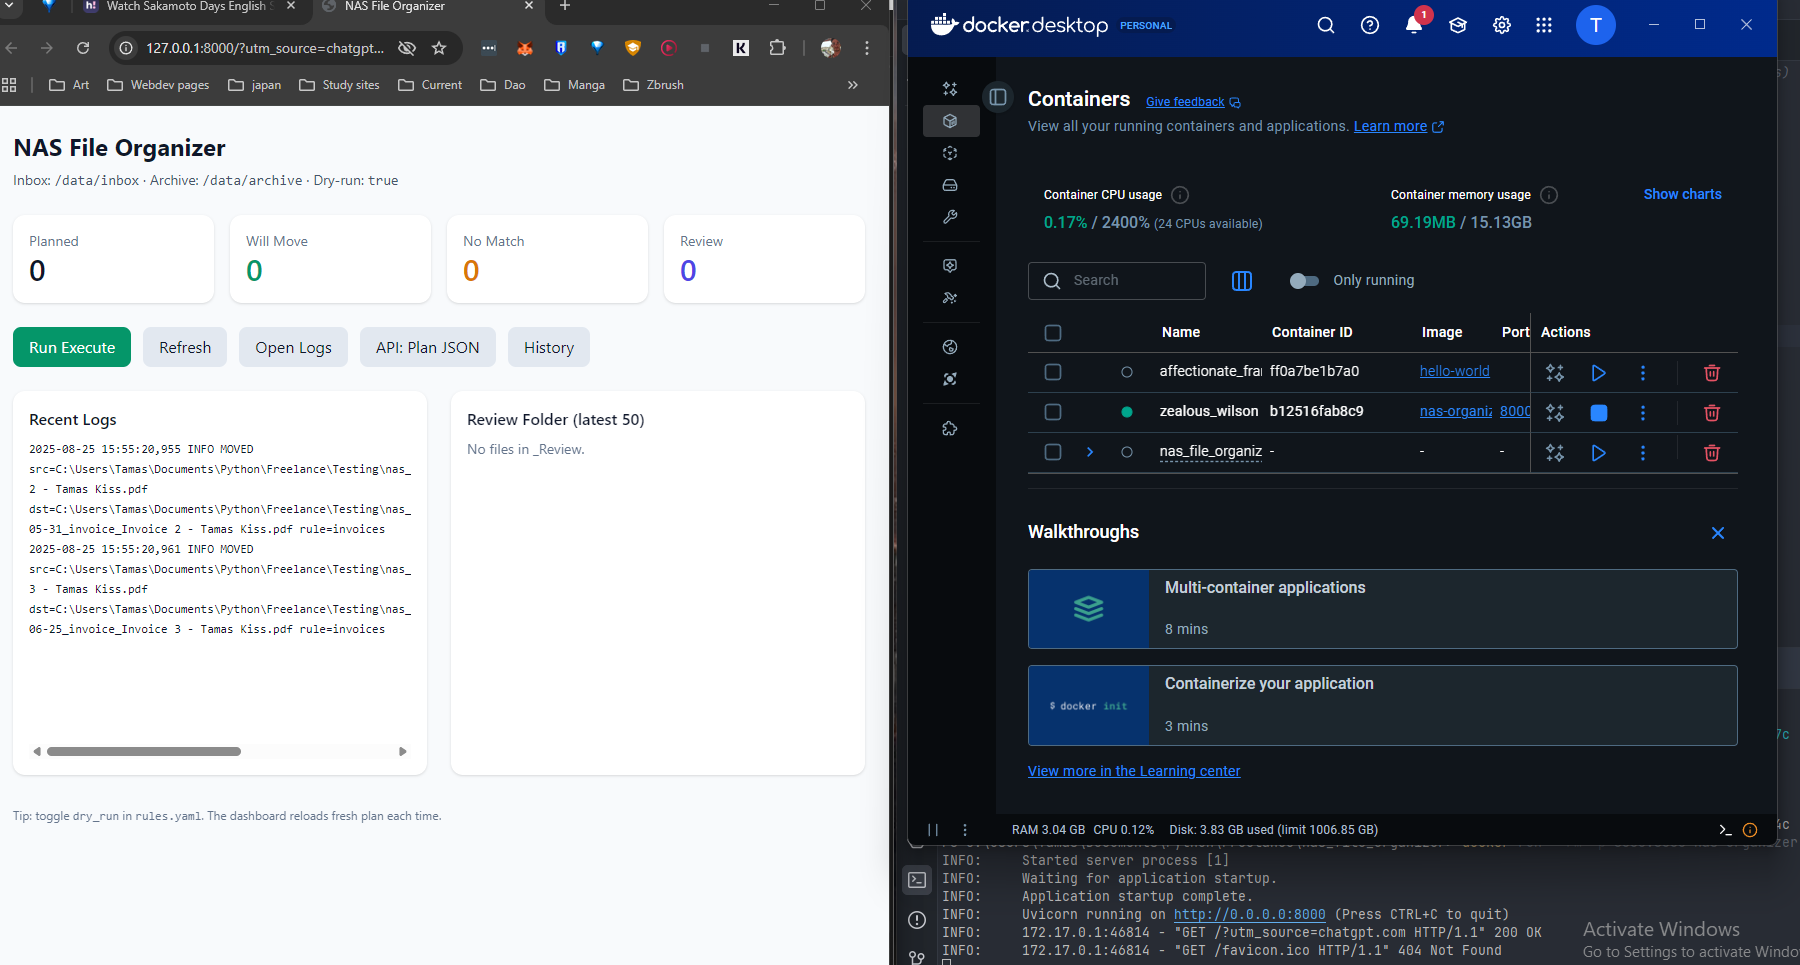 Watch Sakamoto Days English
NAS File Organizer
127.0.0.1:8000/?utm_source=chatgpt...
Art
Webdev pages
japan
Study sites
Current
Dao
Manga
Zbrush
NAS File Organizer
Inbox: /data/inbox · Archive: /data/archive · Dry-run: true
Planned
0
Will Move
0
No Match
0
Review
0
Run Execute
Refresh
Open Logs
API: Plan JSON
History
Recent Logs
2025-08-25 15:55:20,955 INFO MOVED
src=C:\Users\Tamas\Documents\Python\Freelance\Testing\nas_
2 - Tamas Kiss.pdf
dst=C:\Users\Tamas\Documents\Python\Freelance\Testing\nas_
05-31_invoice_Invoice 2 - Tamas Kiss.pdf rule=invoices
2025-08-25 15:55:20,961 INFO MOVED
src=C:\Users\Tamas\Documents\Python\Freelance\Testing\nas_
3 - Tamas Kiss.pdf
dst=C:\Users\Tamas\Documents\Python\Freelance\Testing\nas_
06-25_invoice_Invoice 3 - Tamas Kiss.pdf rule=invoices
Review Folder (latest 50)
No files in _Review.
Tip: toggle dry_run in rules.yaml. The dashboard reloads fresh plan each time.
docker.desktop PERSONAL
1
T
Containers Give feedback
View all your running containers and applications. Learn more
Container CPU usage
0.17% / 2400% (24 CPUs available)
Container memory usage
69.19MB / 15.13GB
Show charts
Search
Only running
Name Container ID Image Port Actions
affectionate_fra ff0a7be1b7a0 hello-world
zealous_wilson b12516fab8c9 nas-organiz 8000
nas_file_organiz - - -
Walkthroughs
Multi-container applications
8 mins
$ docker init
Containerize your application
3 mins
View more in the Learning center
RAM 3.04 GB CPU 0.12% Disk: 3.83 GB used (limit 1006.85 GB)
INFO: Started server process [1]
INFO: Waiting for application startup.
INFO: Application startup complete.
INFO: Uvicorn running on http://0.0.0.0:8000 (Press CTRL+C to quit)
INFO: 172.17.0.1:46814 - "GET /?utm_source=chatgpt.com HTTP/1.1" 200 OK
INFO: 172.17.0.1:46814 - "GET /favicon.ico HTTP/1.1" 404 Not Found
Activate Windows
Go to Settings to activate Windo